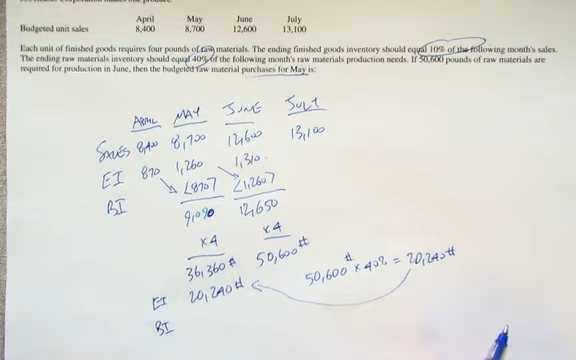 April May June July
Budgeted unit sales 8,400 8,700 12,600 13,100
Each unit of finished goods requires four pounds of raw materials. The ending finished goods inventory should equal 10% of the following month's sales.
The ending raw materials inventory should equal 40% of the following month's raw materials production needs. If 50,600 pounds of raw materials are
required for production in June, then the budgeted raw material purchases for May is:
APRIL MAY JUNE JULY
SALES 8,400 8,700 12,600 13,100
EI 870 1,260 1,310
BI <870> <1,260>
9,090 12,650
x4 x4
36,360# 50,600#
EI 20,240# 50,600# x 40% = 20,240#
BI